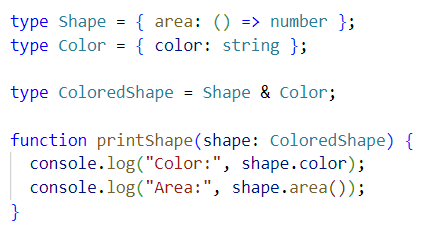 type Shape = { area: () => number };
type Color = { color: string };

type ColoredShape = Shape & Color;

function printShape(shape: ColoredShape) {
  console.log("Color:", shape.color);
  console.log("Area:", shape.area());
}